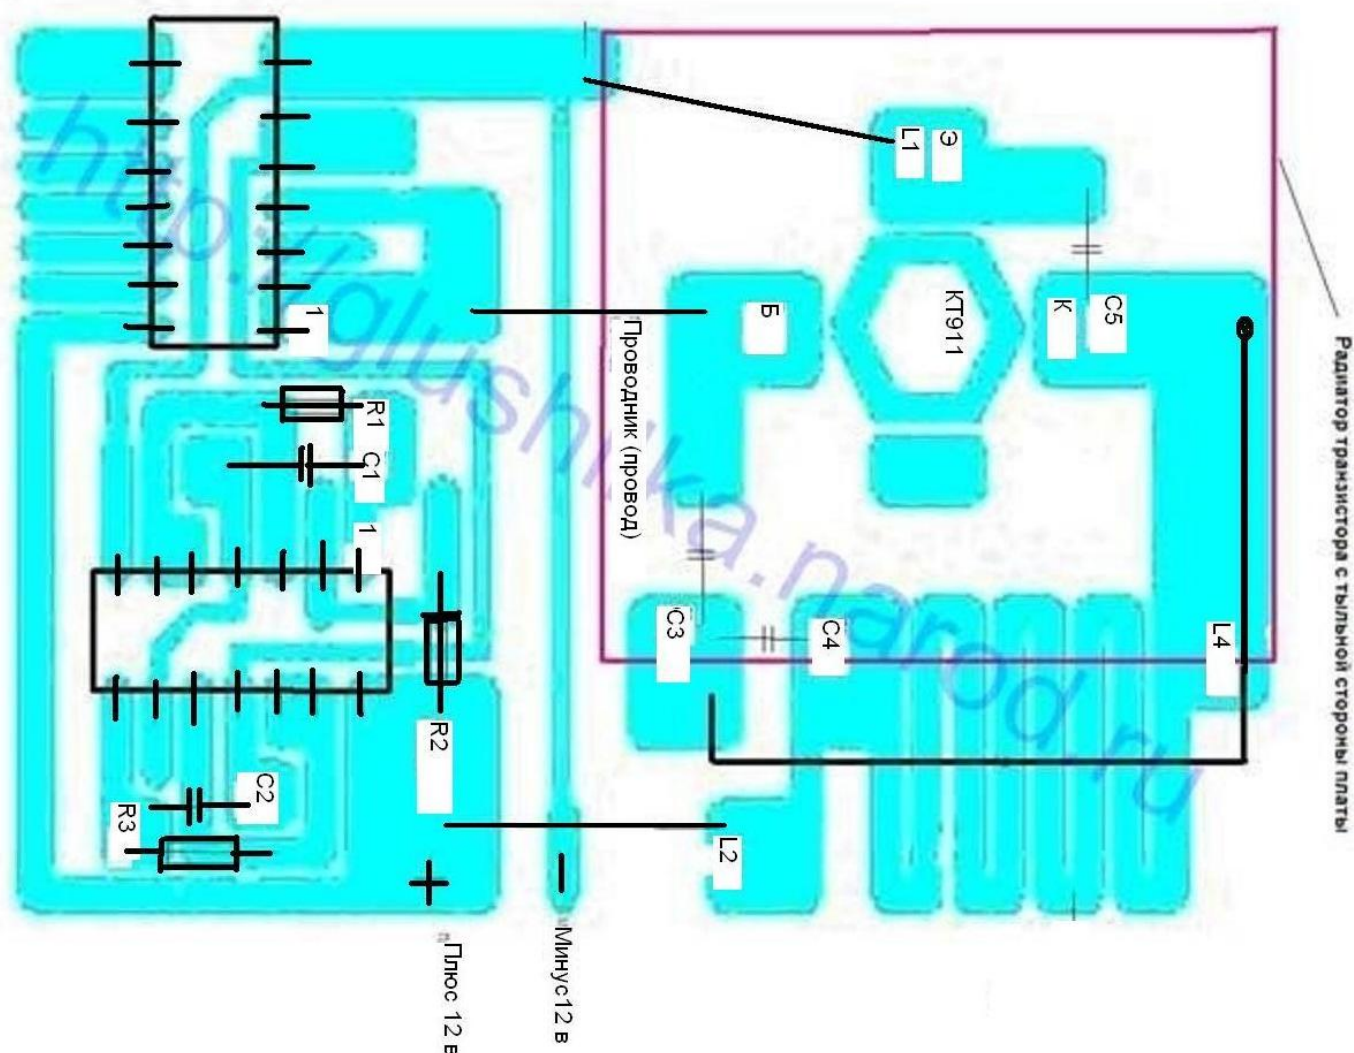 http://glushilka.narod.ru
L1
Э
Б
КТ911
К
C5
1
Проводник (провод)
R1
C1
1
C3
C4
L4
R2
C2
R3
L2
+
−
Плюс 12 в
Минус12 в
Радиатор транзистора с тыльной стороны платы